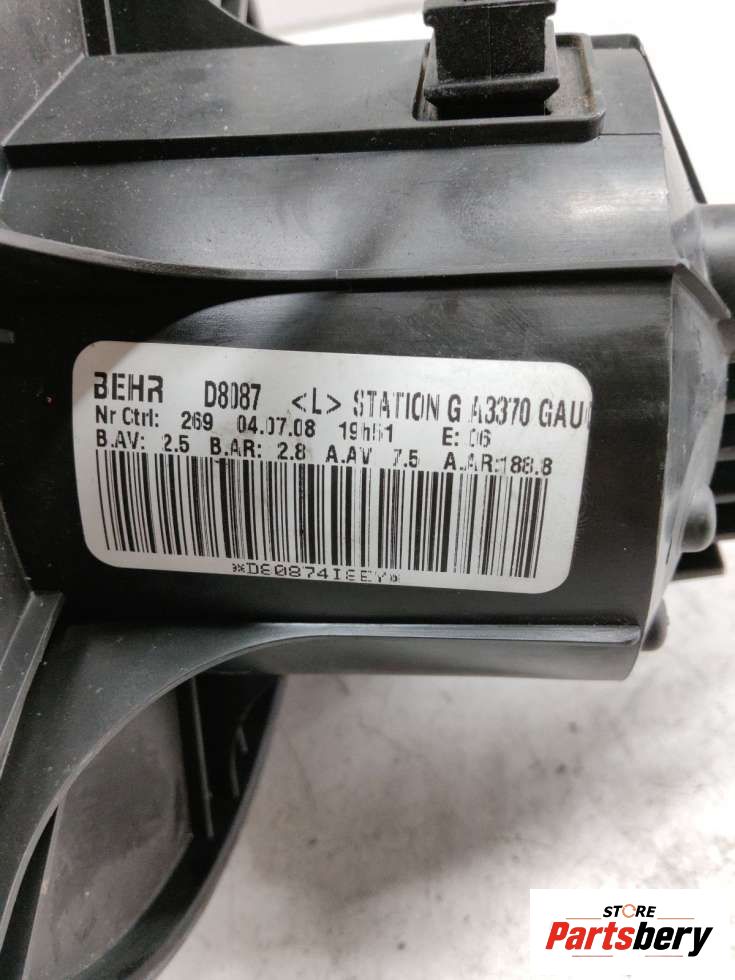 BEHR D8087 <L> STATION G A3370 GAU
Nr Ctrl: 269 04.07.08 19h51 E: 06
B.AV: 2.5 B.AR: 2.8 A.AV 7.5 A.AR:188.8
STORE
Partsbery